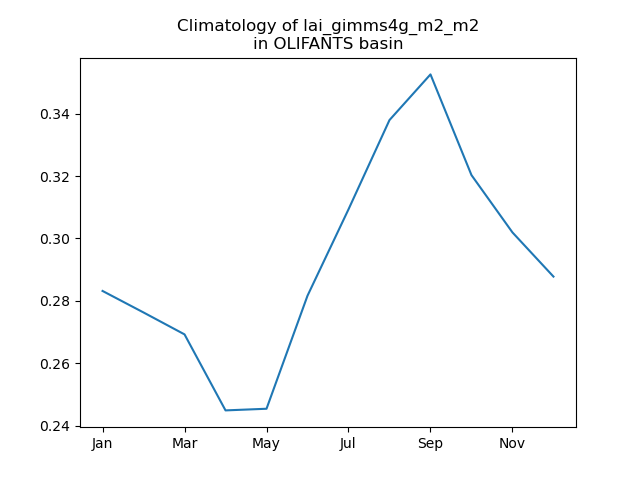 Climatology of lai_gimms4g_m2_m2
in OLIFANTS basin
0.34
0.32
0.30
0.28
0.26
0.24
Jan Mar May Jul Sep Nov